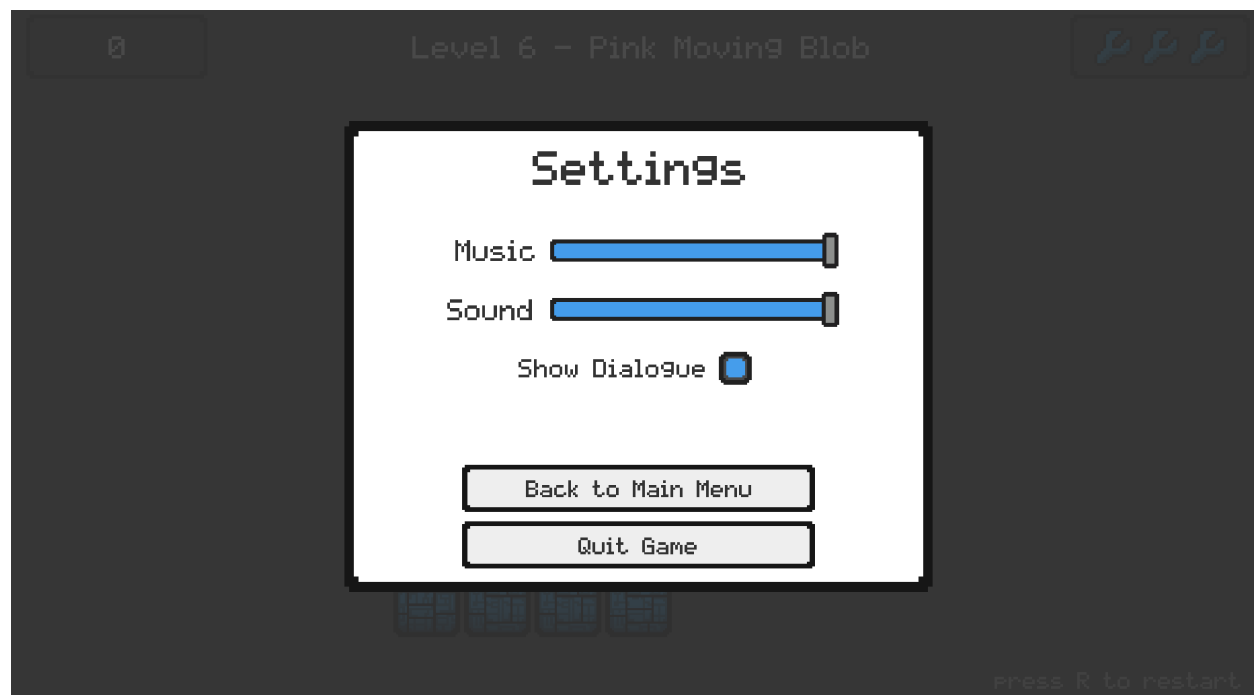 0
Level 6 - Pink Moving Blob
Settings
Music
Sound
Show Dialogue
Back to Main Menu
Quit Game
press R to restart